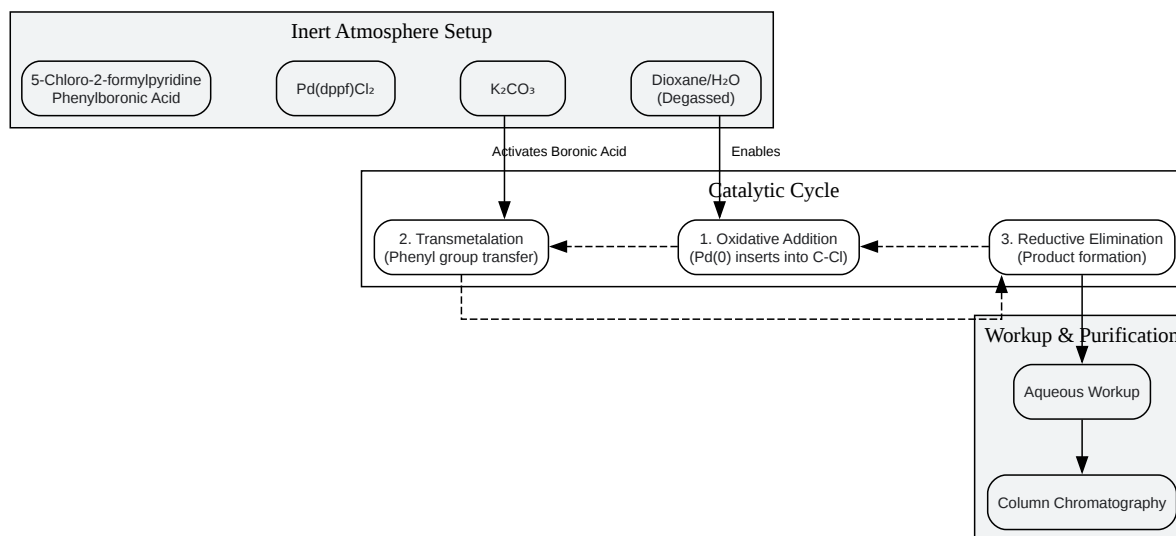 Inert Atmosphere Setup
5-Chloro-2-formylpyridine
Phenylboronic Acid
Pd(dppf)Cl₂
K₂CO₃
Dioxane/H₂O
(Degassed)
Activates Boronic Acid
Enables
Catalytic Cycle
2. Transmetalation
(Phenyl group transfer)
1. Oxidative Addition
(Pd(0) inserts into C-Cl)
3. Reductive Elimination
(Product formation)
Workup & Purification
Aqueous Workup
Column Chromatography